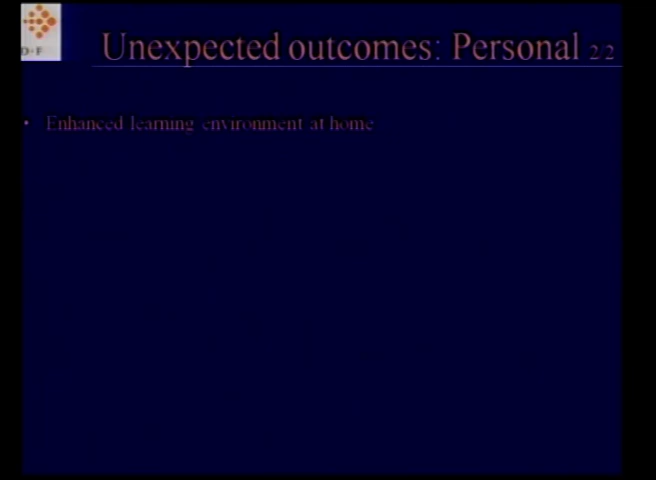 Unexpected outcomes: Personal 2/2
• Enhanced learning environment at home